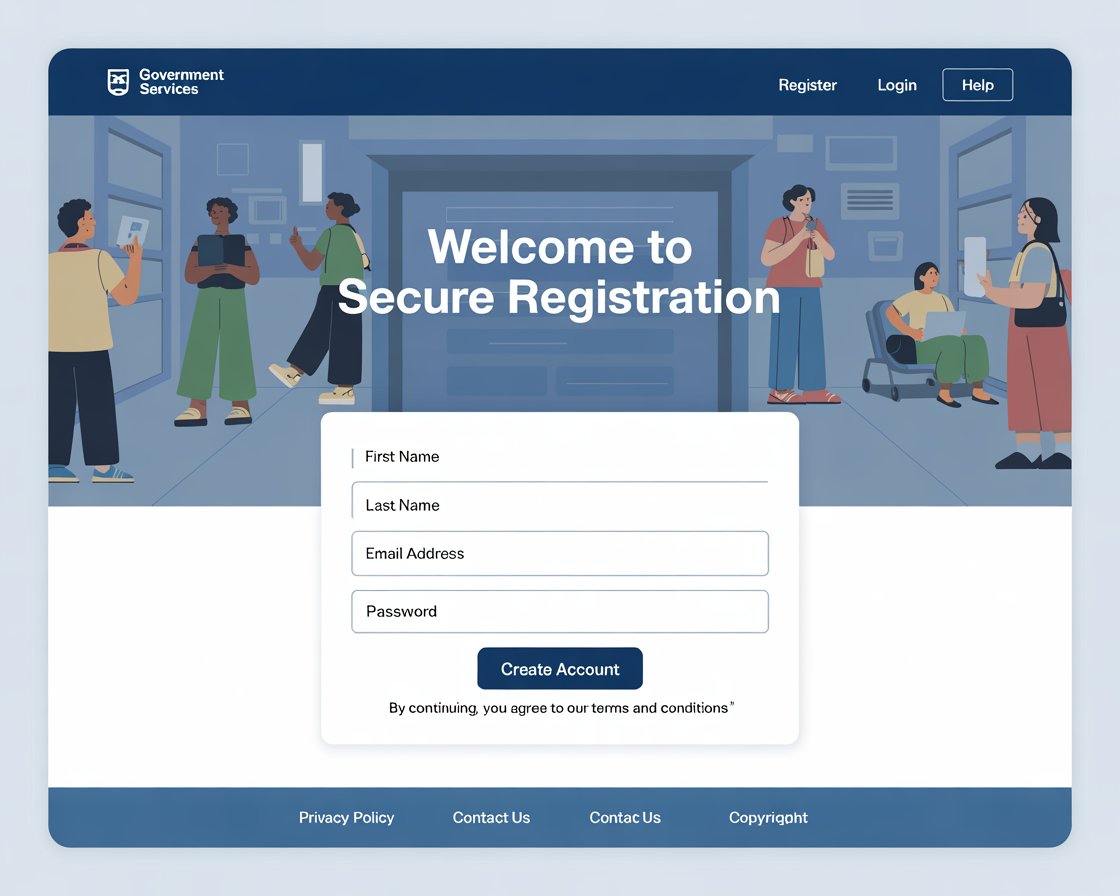 Government
Services
Register
Login
Help
Welcome to
Secure Registration
First Name
Last Name
Email Address
Password
Create Account
By continuing, you agree to our terms and conditions"
Privacy Policy
Contact Us
Contac Us
Copyriqpht